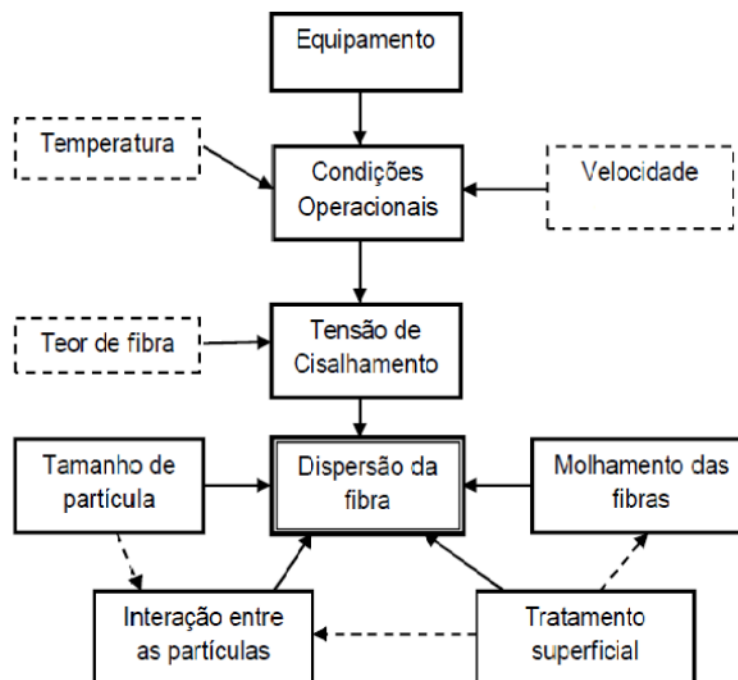 Equipamento
Temperatura
Condições
Operacionais
Velocidade
Teor de fibra
Tensão de
Cisalhamento
Tamanho de
partícula
Dispersão da
fibra
Molhamento das
fibras
Interação entre
as partículas
Tratamento
superficial